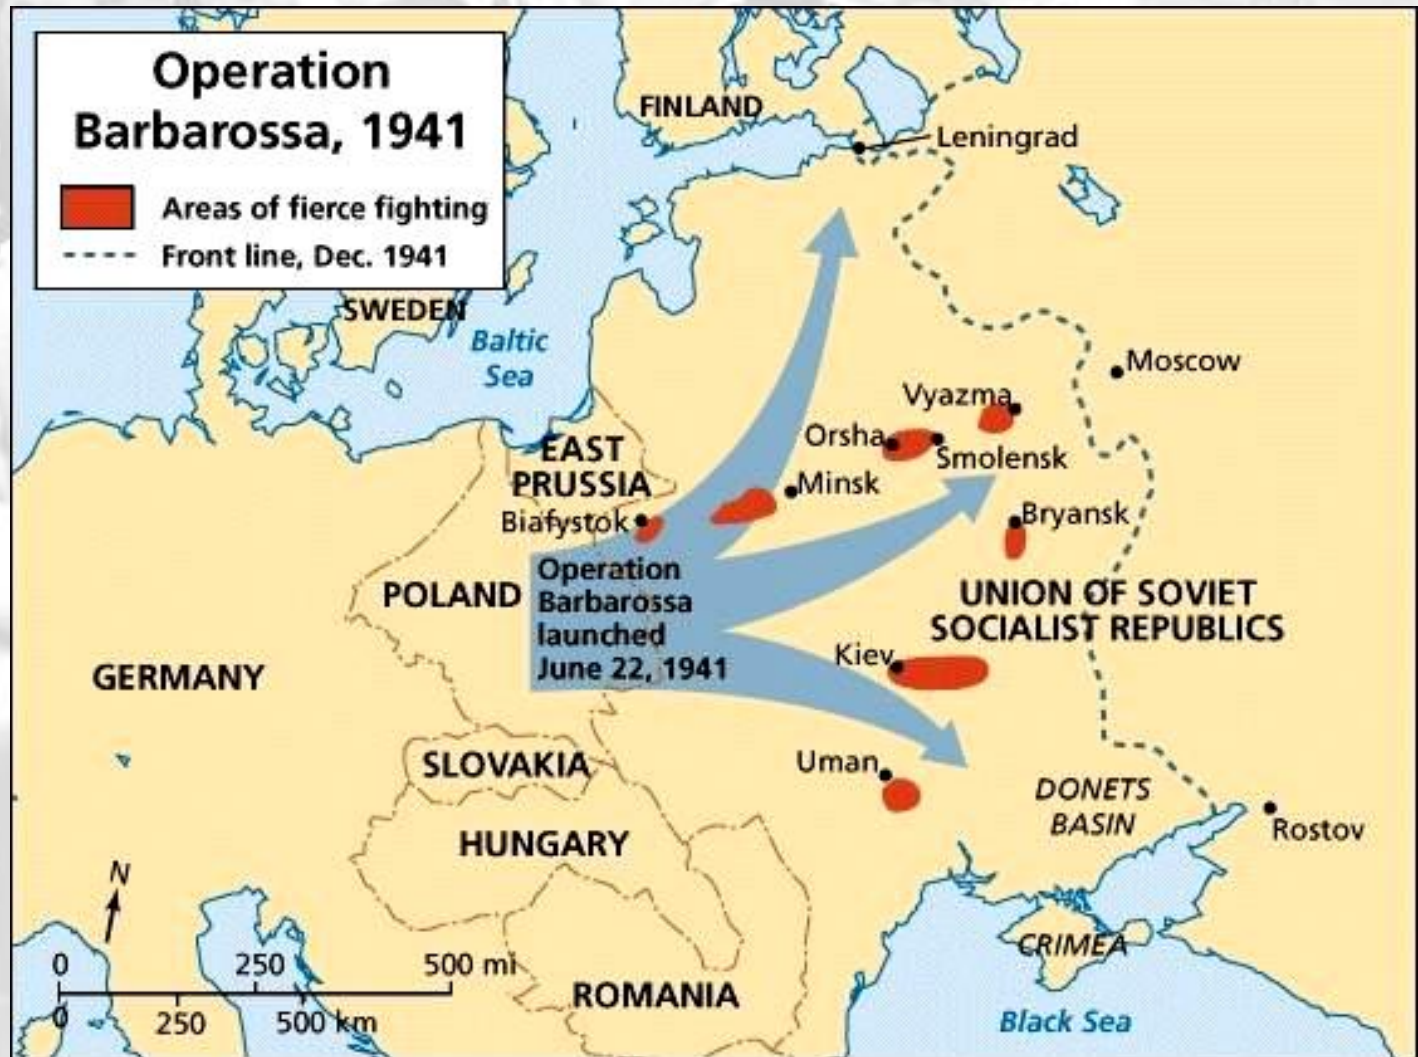 Operation
Barbarossa, 1941
Areas of fierce fighting
Front line, Dec. 1941
FINLAND
Leningrad
SWEDEN
Baltic
Sea
Moscow
Vyazma
Orsha
Smolensk
EAST
PRUSSIA
Minsk
Biafystok
Bryansk
Operation
Barbarossa
launched
June 22, 1941
POLAND
UNION OF SOVIET
SOCIALIST REPUBLICS
Kiev
GERMANY
SLOVAKIA
Uman
DONETS
BASIN
HUNGARY
Rostov
N
CRIMEA
0 250 500 mi
0 250 500 km
ROMANIA
Black Sea